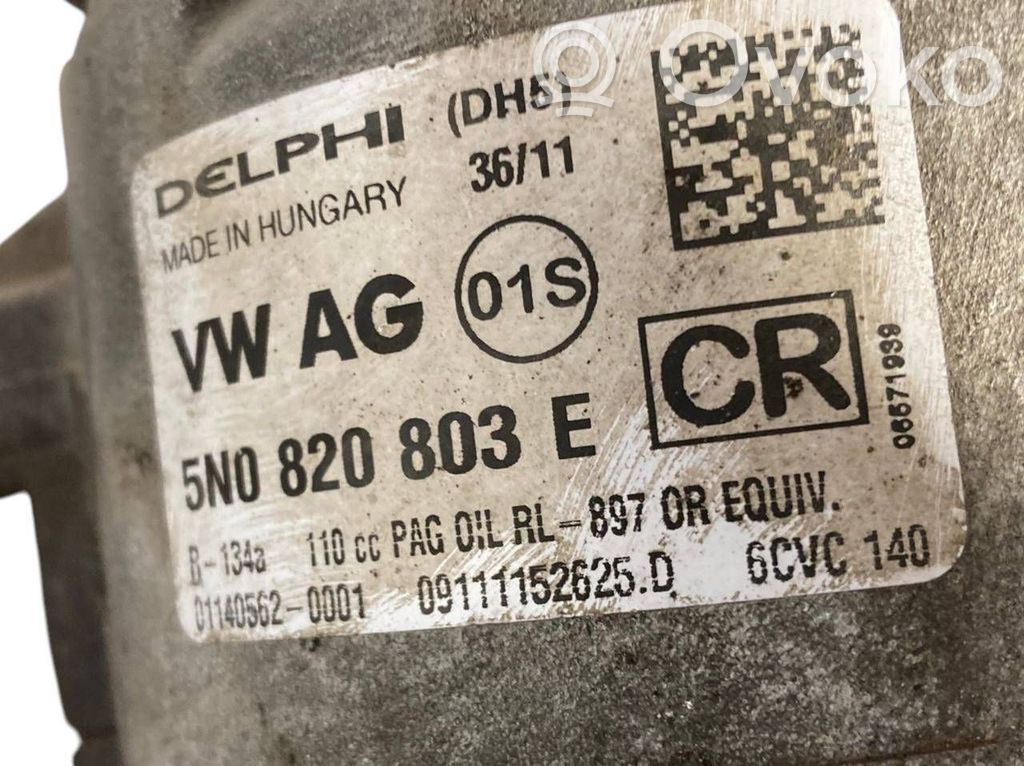 Ovoko
DELPHI (DH5)
MADE IN HUNGARY 36/11
VW AG 01S
CR
5N0 820 803 E
06571939
R-134a 110 cc PAG OIL RL-897 OR EQUIV.
01140562-0001 09111152625.D 6CVC 140